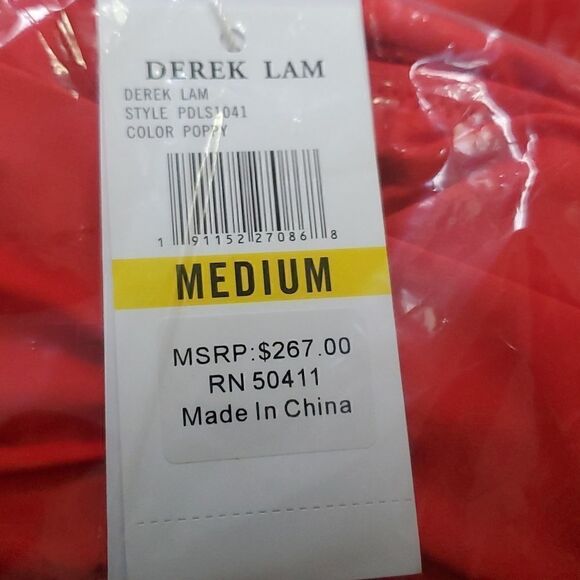 DEREK LAM
DEREK LAM
STYLE PDLS1041
COLOR POPPY
1 91152 27086 8
MEDIUM
MSRP:$267.00
RN 50411
Made In China